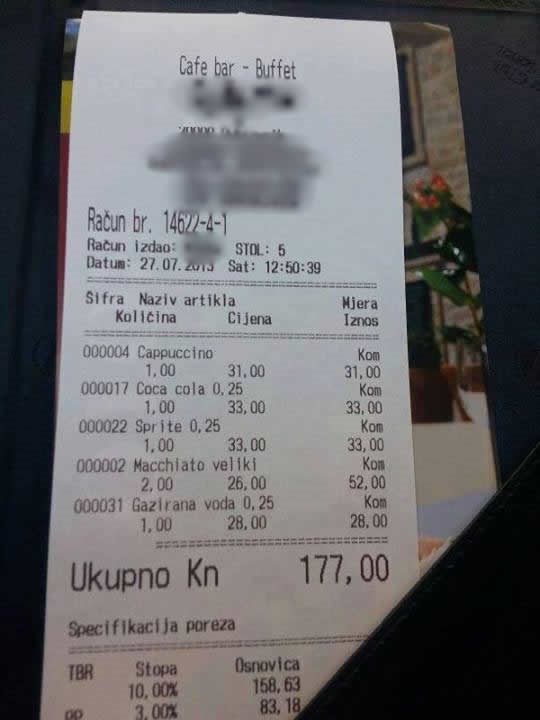 Cafe bar - Buffet
Račun br. 14622-4-1
Račun izdao: STOL: 5
Datum: 27.07.2013 Sat: 12:50:39
Šifra Naziv artikla Mjera
Količina Cijena Iznos
000004 Cappuccino Kom
1,00 31,00 31,00
000017 Coca cola 0,25 Kom
1,00 33,00 33,00
000022 Sprite 0,25 Kom
1,00 33,00 33,00
000002 Macchiato veliki Kom
2,00 26,00 52,00
000031 Gazirana voda 0,25 Kom
1,00 28,00 28,00
Ukupno Kn 177,00
Specifikacija poreza
TBR Stopa Osnovica
10,00% 158,63
PP 3,00% 83,18